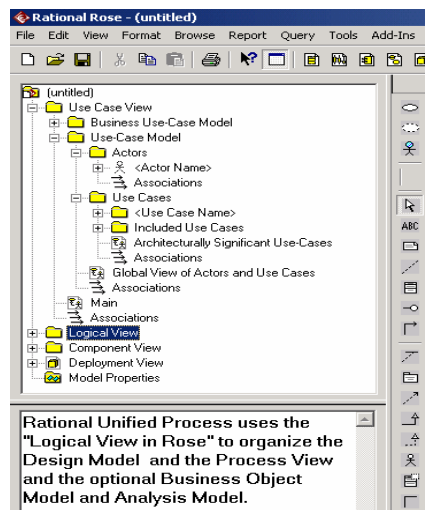 Rational Rose - (untitled)
File Edit View Format Browse Report Query Tools Add-Ins
(untitled)
Use Case View
Business Use-Case Model
Use-Case Model
Actors
<Actor Name>
Associations
Use Cases
<Use Case Name>
Included Use Cases
Architecturally Significant Use-Cases
Associations
Global View of Actors and Use Cases
Associations
Main
Associations
Logical View
Component View
Deployment View
Model Properties
ABC
Rational Unified Process uses the
"Logical View in Rose" to organize the
Design Model and the Process View
and the optional Business Object
Model and Analysis Model.